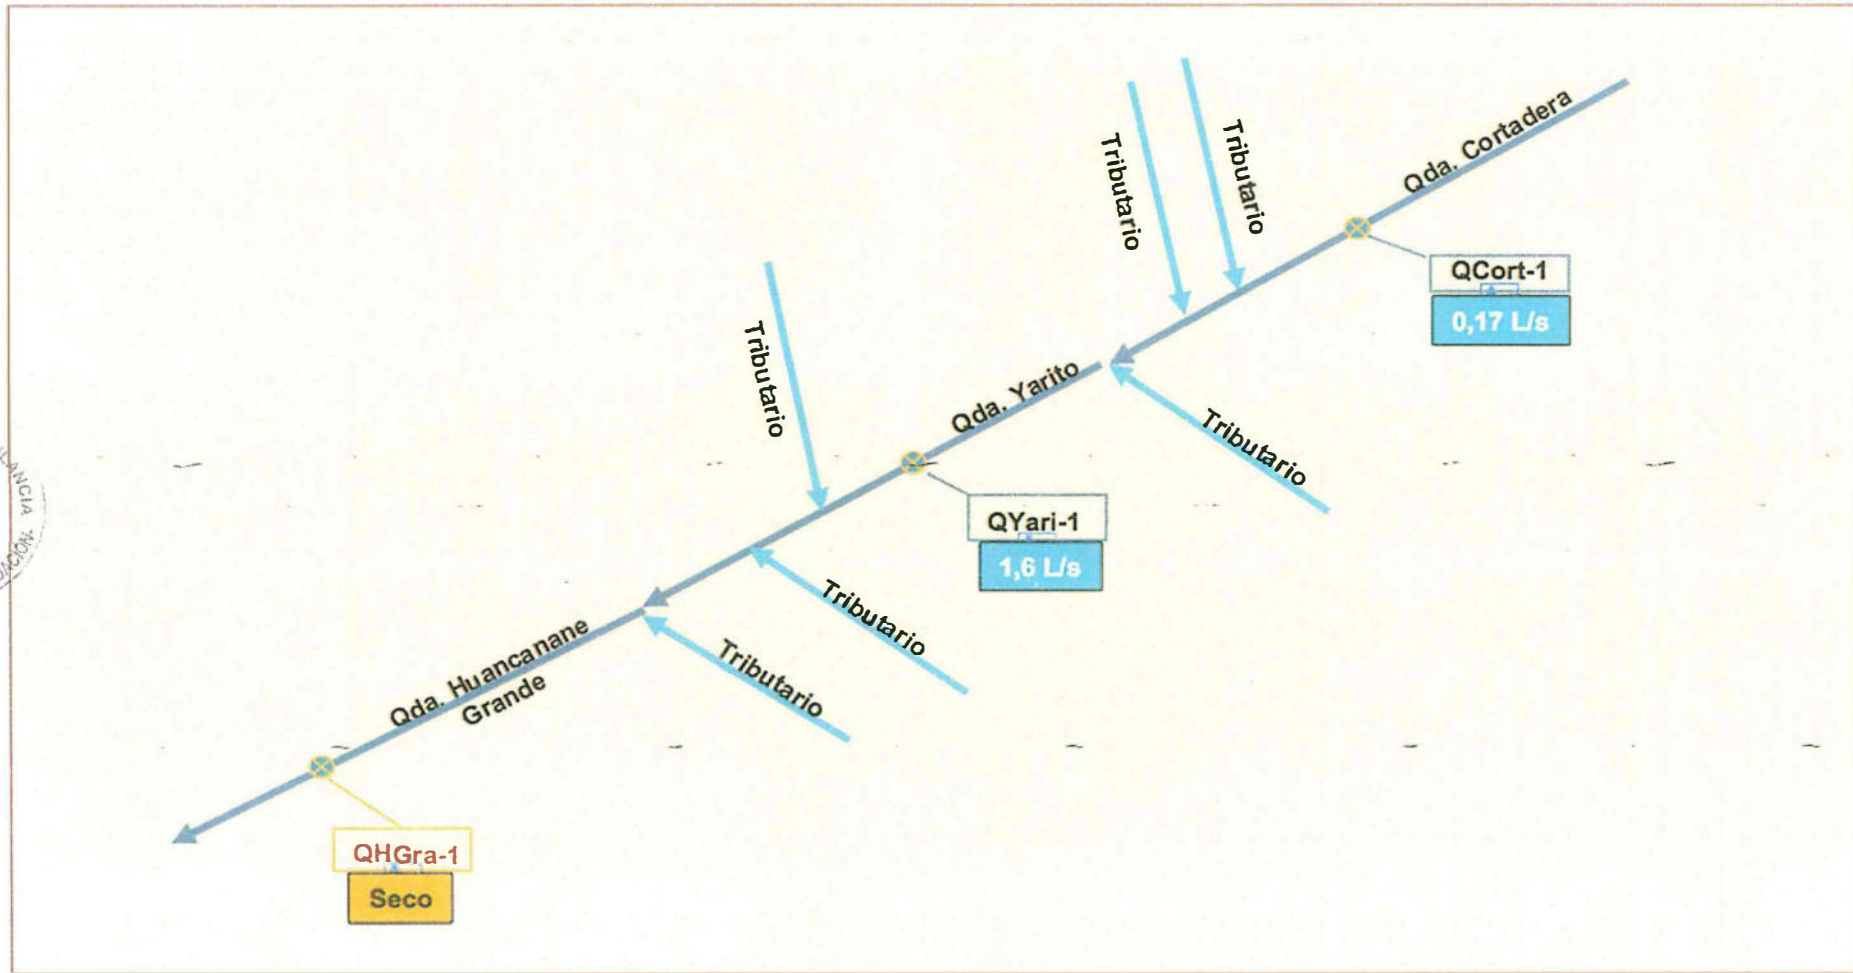 Qda. Cortadera
Tributario
Tributario
QCort-1
0,17 L/s
Tributario
Qda. Yarito
Tributario
QYari-1
1,6 L/s
Tributario
Tributario
Qda. Huancanane
Grande
QHGra-1
Seco